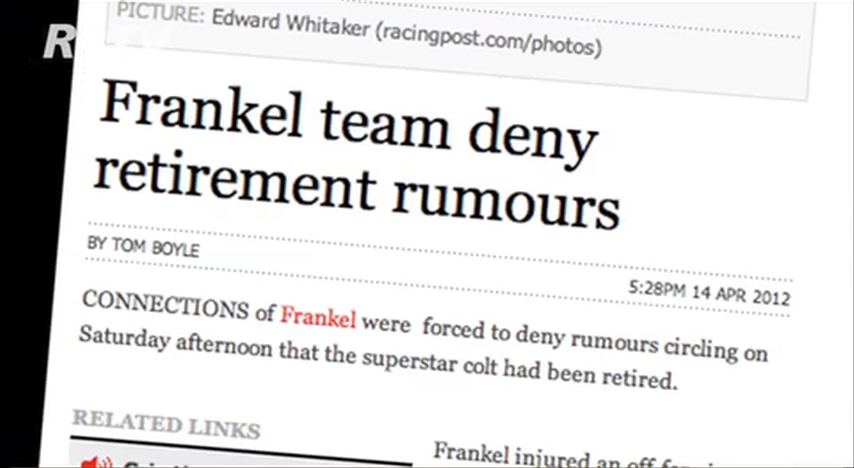 PICTURE: Edward Whitaker (racingpost.com/photos)
Frankel team deny
retirement rumours
BY TOM BOYLE
5:28PM 14 APR 2012
CONNECTIONS of Frankel were forced to deny rumours circling on
Saturday afternoon that the superstar colt had been retired.
RELATED LINKS
Frankel injured an off